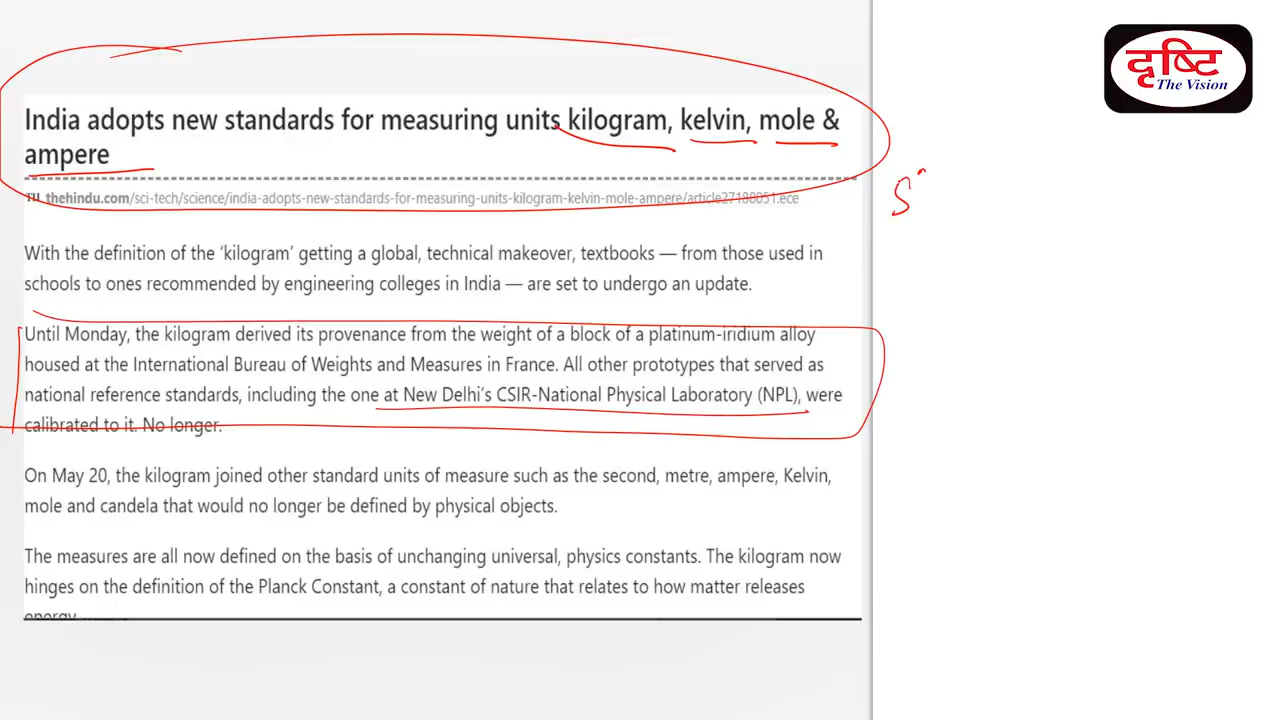 दृष्टि
The Vision
India adopts new standards for measuring units kilogram, kelvin, mole &
ampere
thehindu.com/sci-tech/science/india-adopts-new-standards-for-measuring-units-kilogram-kelvin-mole-ampere/article27188051.ece
With the definition of the ‘kilogram’ getting a global, technical makeover, textbooks — from those used in
schools to ones recommended by engineering colleges in India — are set to undergo an update.
Until Monday, the kilogram derived its provenance from the weight of a block of a platinum-iridium alloy
housed at the International Bureau of Weights and Measures in France. All other prototypes that served as
national reference standards, including the one at New Delhi’s CSIR-National Physical Laboratory (NPL), were
calibrated to it. No longer.
On May 20, the kilogram joined other standard units of measure such as the second, metre, ampere, Kelvin,
mole and candela that would no longer be defined by physical objects.
The measures are all now defined on the basis of unchanging universal, physics constants. The kilogram now
hinges on the definition of the Planck Constant, a constant of nature that relates to how matter releases
energy